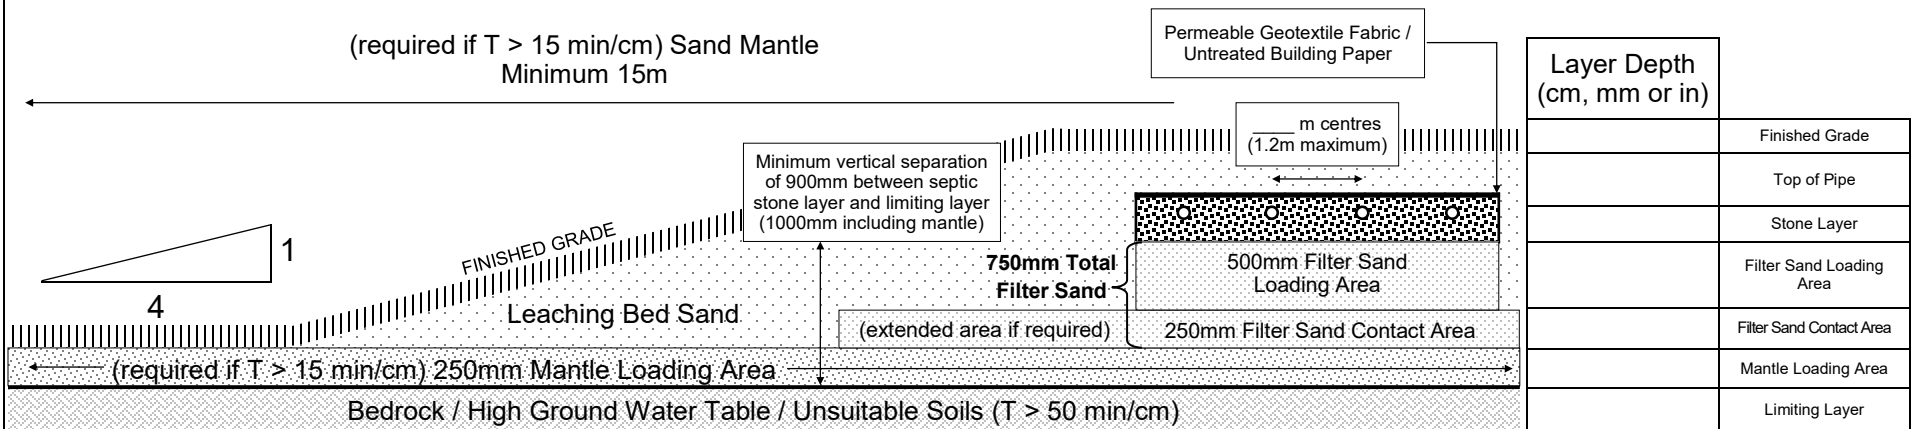 (required if T > 15 min/cm) Sand Mantle
Minimum 15m
Permeable Geotextile Fabric /
Untreated Building Paper
Layer Depth
(cm, mm or in)
____ m centres
(1.2m maximum)
Finished Grade
Minimum vertical separation
of 900mm between septic
stone layer and limiting layer
(1000mm including mantle)
Top of Pipe
Stone Layer
1
4
FINISHED GRADE
750mm Total
Filter Sand
500mm Filter Sand
Loading Area
Filter Sand Loading
Area
Leaching Bed Sand
(extended area if required)
250mm Filter Sand Contact Area
Filter Sand Contact Area
(required if T > 15 min/cm) 250mm Mantle Loading Area
Mantle Loading Area
Bedrock / High Ground Water Table / Unsuitable Soils (T > 50 min/cm)
Limiting Layer